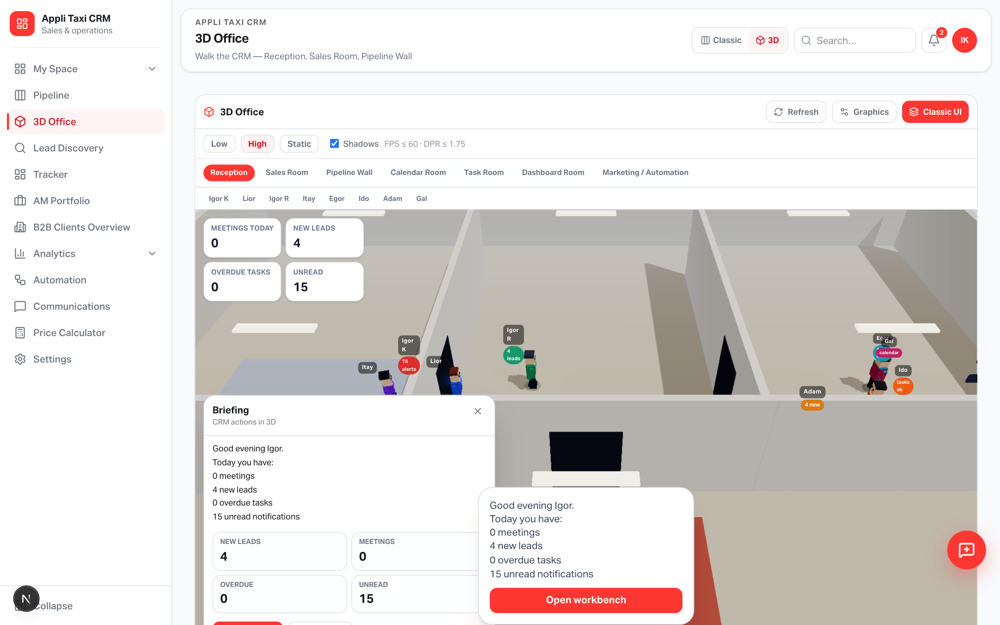 Appli Taxi CRM
Sales & operations
My Space
Pipeline
3D Office
Lead Discovery
Tracker
AM Portfolio
B2B Clients Overview
Analytics
Automation
Communications
Price Calculator
Settings
N
Collapse
APPLI TAXI CRM
3D Office
Walk the CRM — Reception, Sales Room, Pipeline Wall
Classic
3D
Search...
2
IK
3D Office
Refresh
Graphics
Classic UI
Low
High
Static
Shadows
FPS ≤ 60 · DPR ≤ 1.75
Reception
Sales Room
Pipeline Wall
Calendar Room
Task Room
Dashboard Room
Marketing / Automation
Igor K
Lior
Igor R
Itay
Egor
Ido
Adam
Gal
MEETINGS TODAY
0
NEW LEADS
4
OVERDUE TASKS
0
UNREAD
15
Itay
Igor
K
15
alerts
Lior
Igor
R
4
leads
Gal
calendar
Ido
tasks
ok
Adam
4 new
Briefing
CRM actions in 3D
Good evening Igor.
Today you have:
0 meetings
4 new leads
0 overdue tasks
15 unread notifications
NEW LEADS
4
MEETINGS
0
OVERDUE
0
UNREAD
15
Good evening Igor.
Today you have:
0 meetings
4 new leads
0 overdue tasks
15 unread notifications
Open workbench